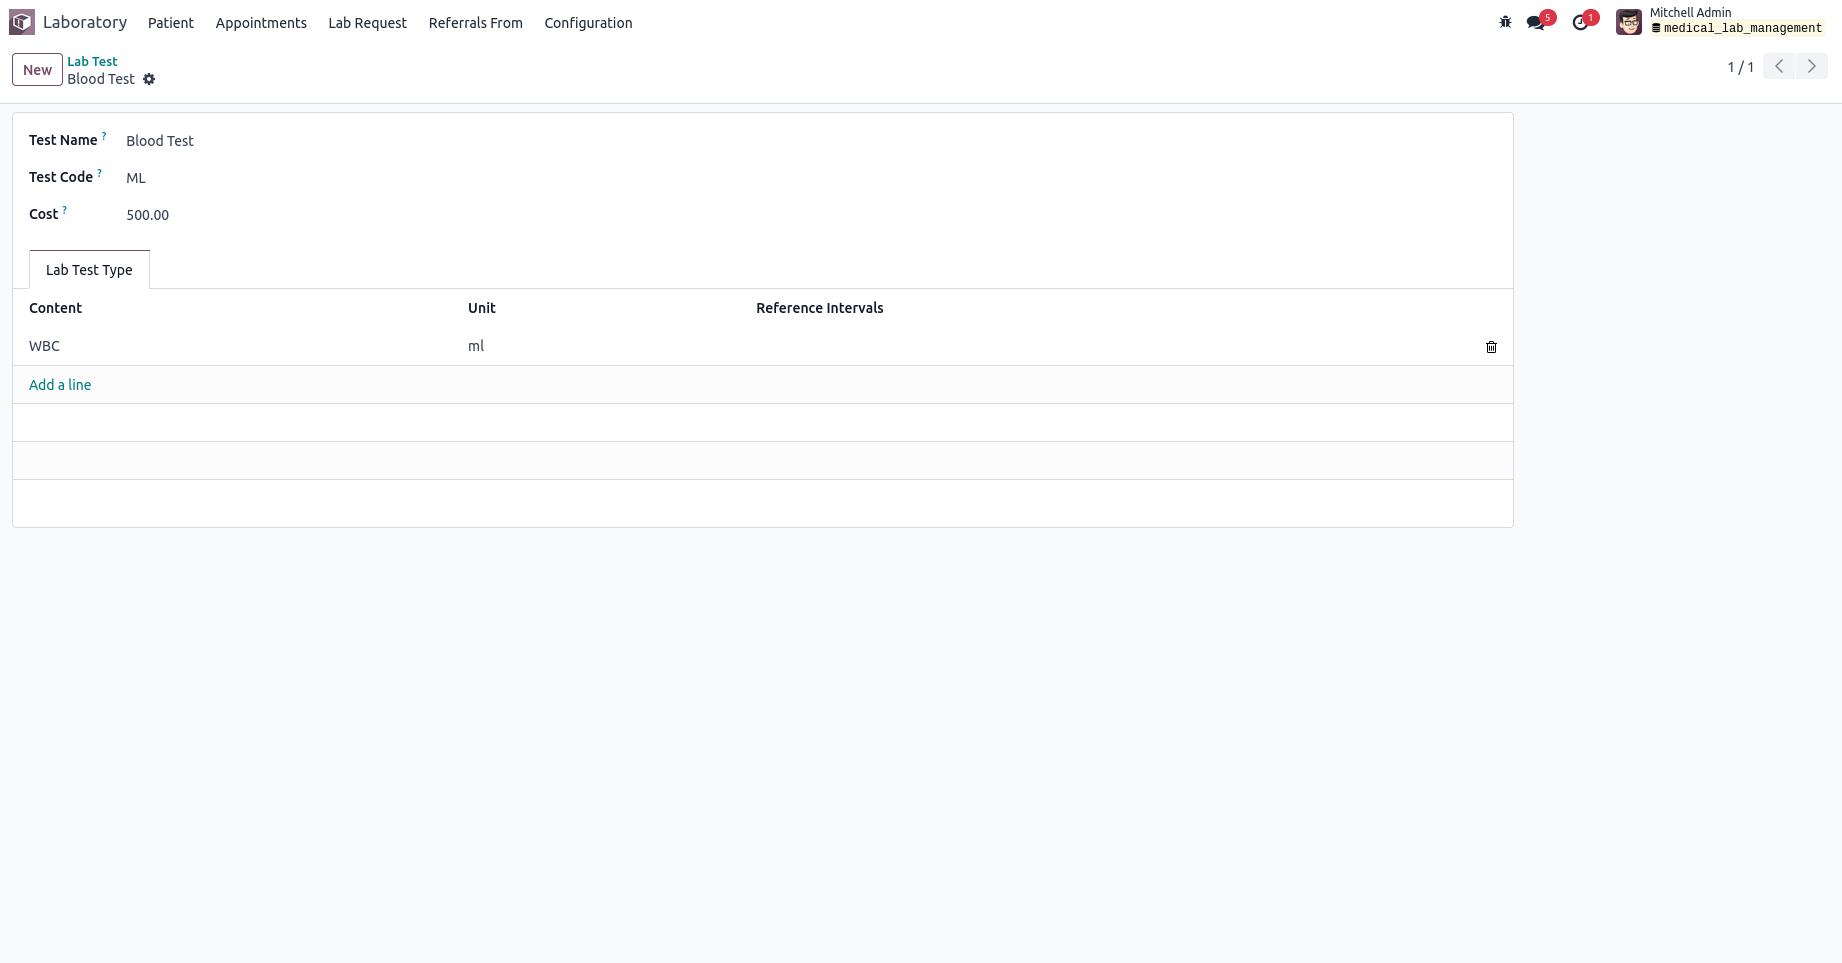 Laboratory Patient Appointments Lab Request Referrals From Configuration 5 1 Mitchell Admin
medical_lab_management
New Lab Test
Blood Test
1 / 1
Test Name ? Blood Test
Test Code ? ML
Cost ? 500.00
Lab Test Type
Content Unit Reference Intervals
WBC ml
Add a line